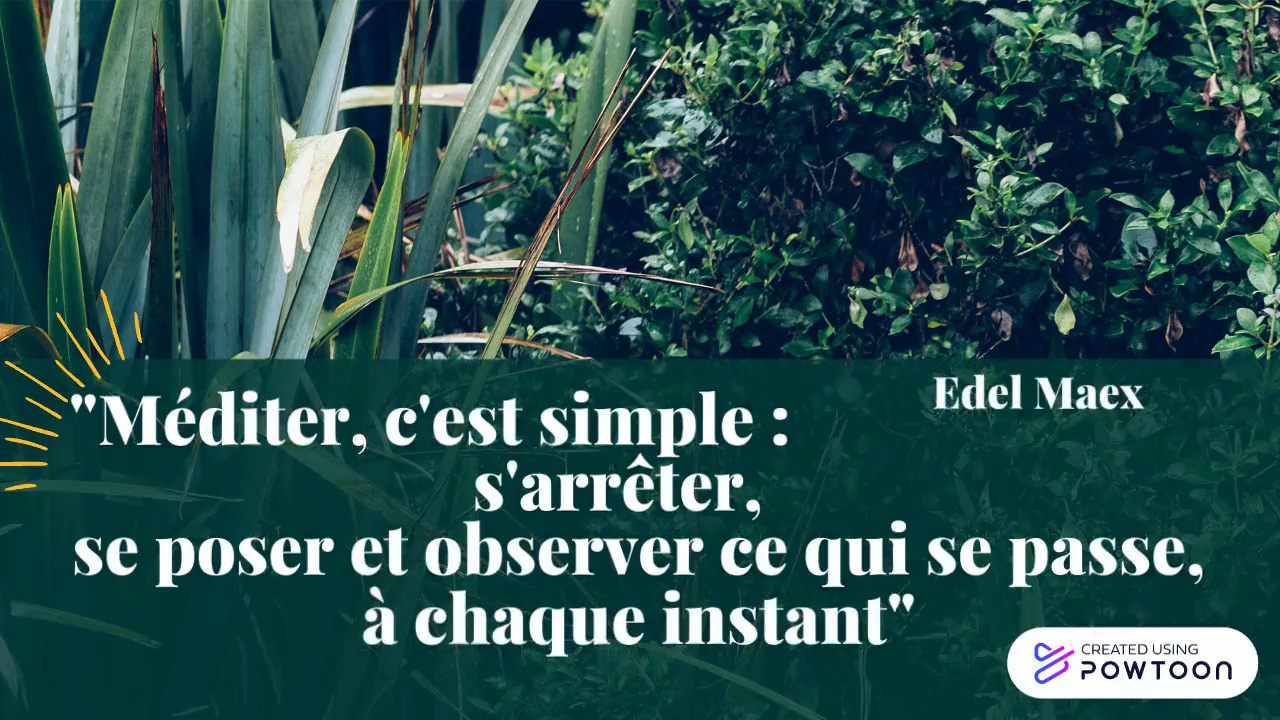 Edel Maex
"Méditer, c'est simple :
s'arrêter,
se poser et observer ce qui se passe,
à chaque instant"
CREATED USING
POWTOON